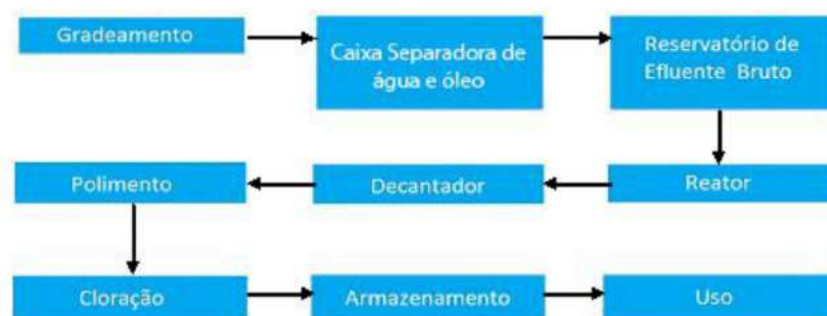 Gradeamento
Caixa Separadora de
água e óleo
Reservatório de
Efluente Bruto
Reator
Decantador
Polimento
Cloração
Armazenamento
Uso